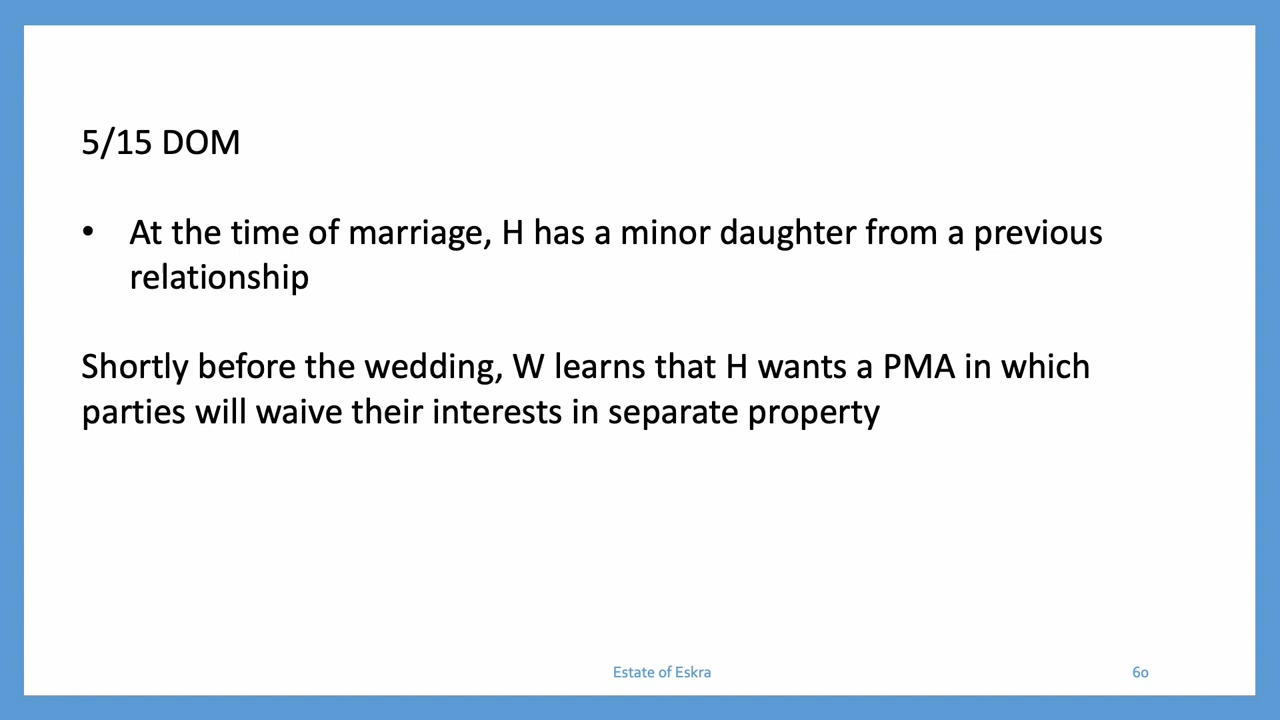 5/15 DOM
• At the time of marriage, H has a minor daughter from a previous
relationship
Shortly before the wedding, W learns that H wants a PMA in which
parties will waive their interests in separate property
Estate of Eskra
60